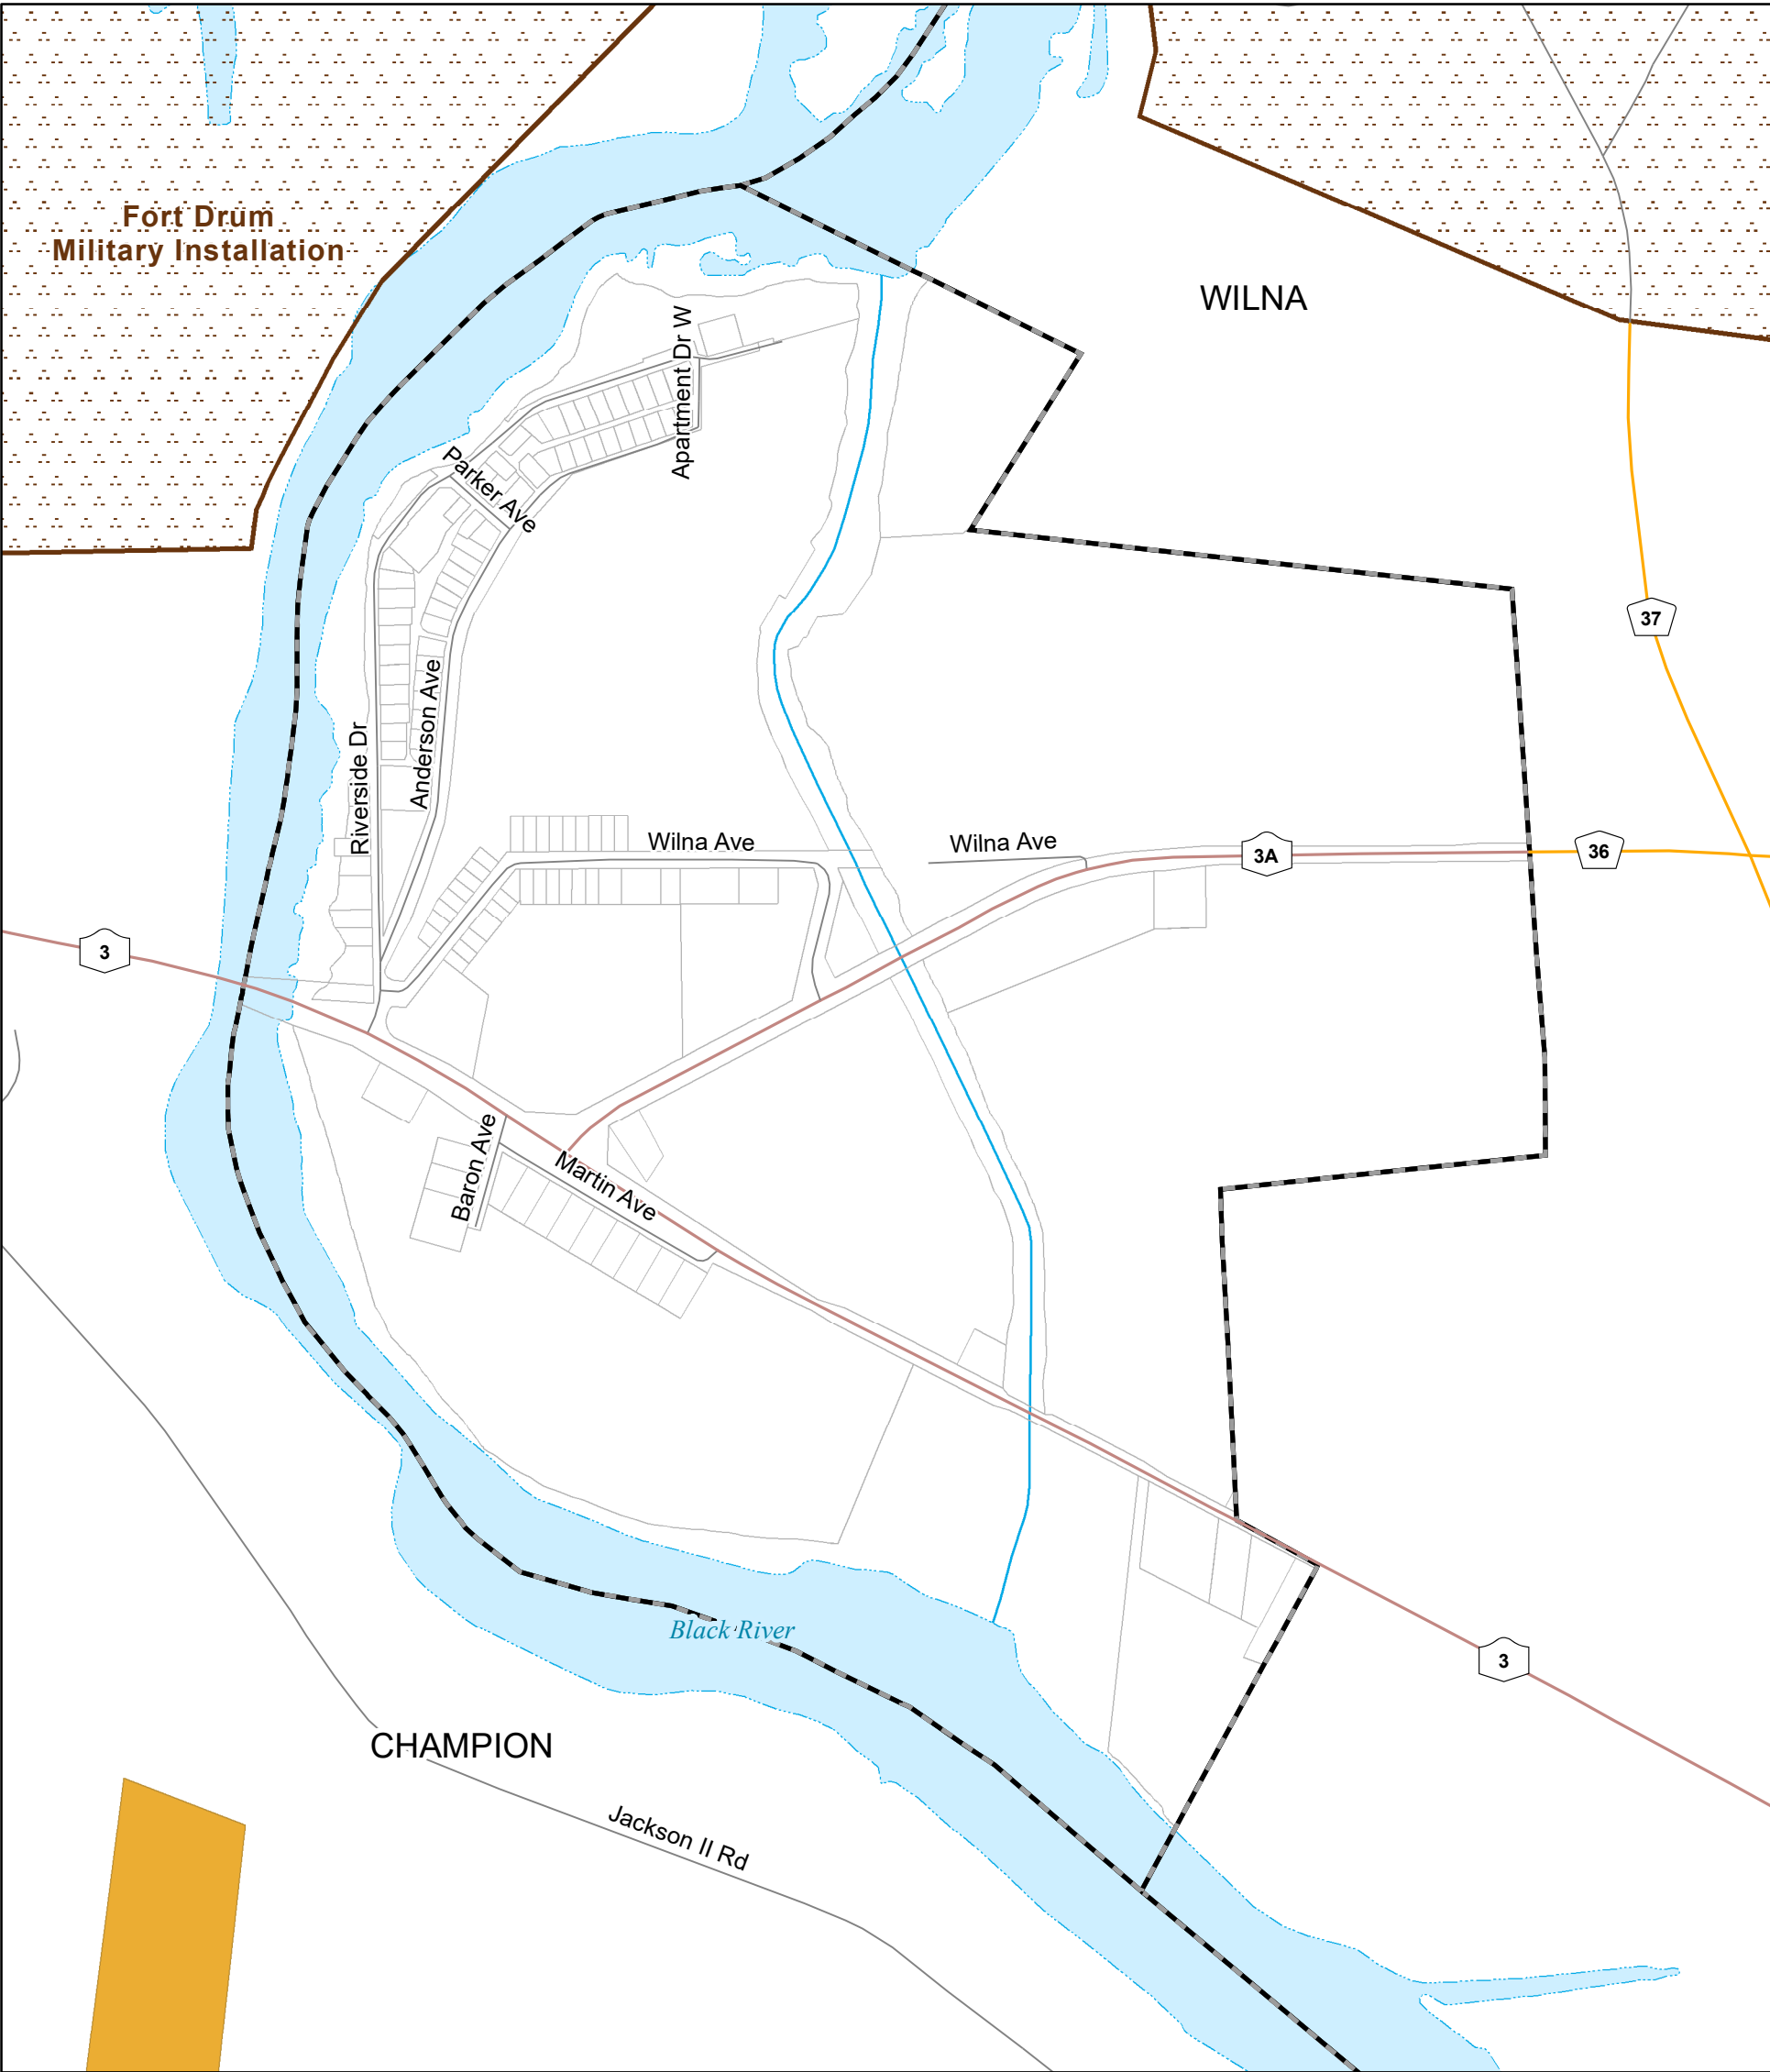 Fort Drum
Military Installation
WILNA
Apartment Dr W
Parker Ave
37
Anderson Ave
Riverside Dr
Wilna Ave
Wilna Ave
3A
36
3
Baron Ave
Martin Ave
Black River
3
CHAMPION
Jackson II Rd